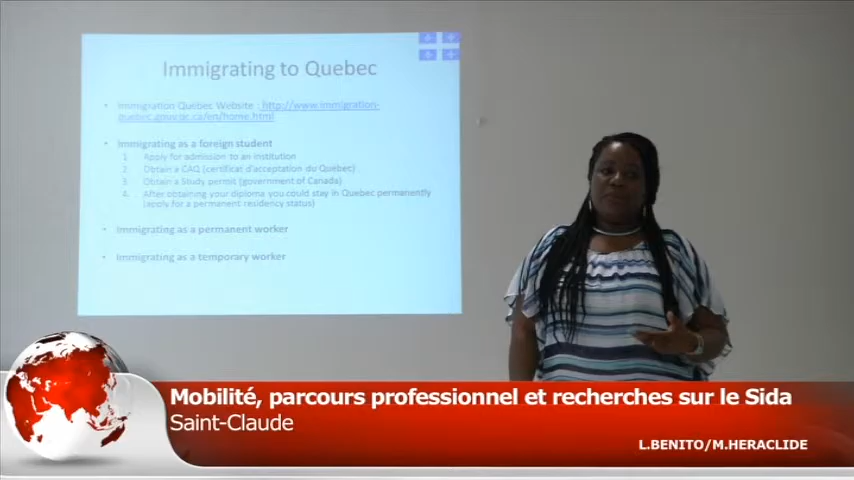 Immigrating to Quebec
• Immigration Québec Website : http://www.immigration-
quebec.gouv.qc.ca/en/home.html
• Immigrating as a foreign student
1. Apply for admission to an institution
2. Obtain a CAQ (certificat d'acceptation du Quebec)
3. Obtain a Study permit (government of Canada)
4. After obtaining your diploma you could stay in Quebec permanently
(apply for a permanent residency status)
• Immigrating as a permanent worker
• Immigrating as a temporary worker
Mobilité, parcours professionnel et recherches sur le Sida
Saint-Claude
L.BENITO/M.HERACLIDE